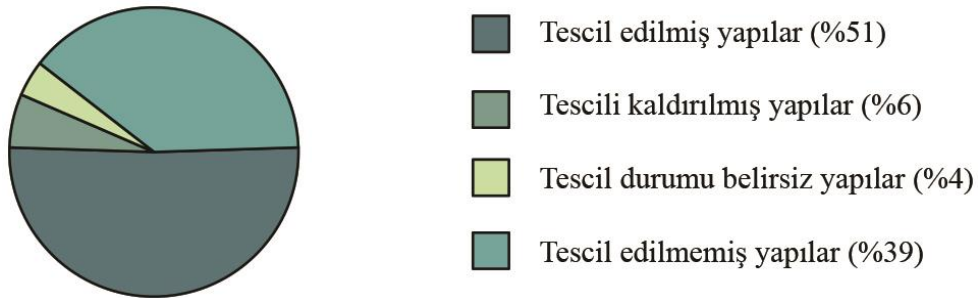 Tescil edilmiş yapılar (%51)
Tescili kaldırılmış yapılar (%6)
Tescil durumu belirsiz yapılar (%4)
Tescil edilmemiş yapılar (%39)